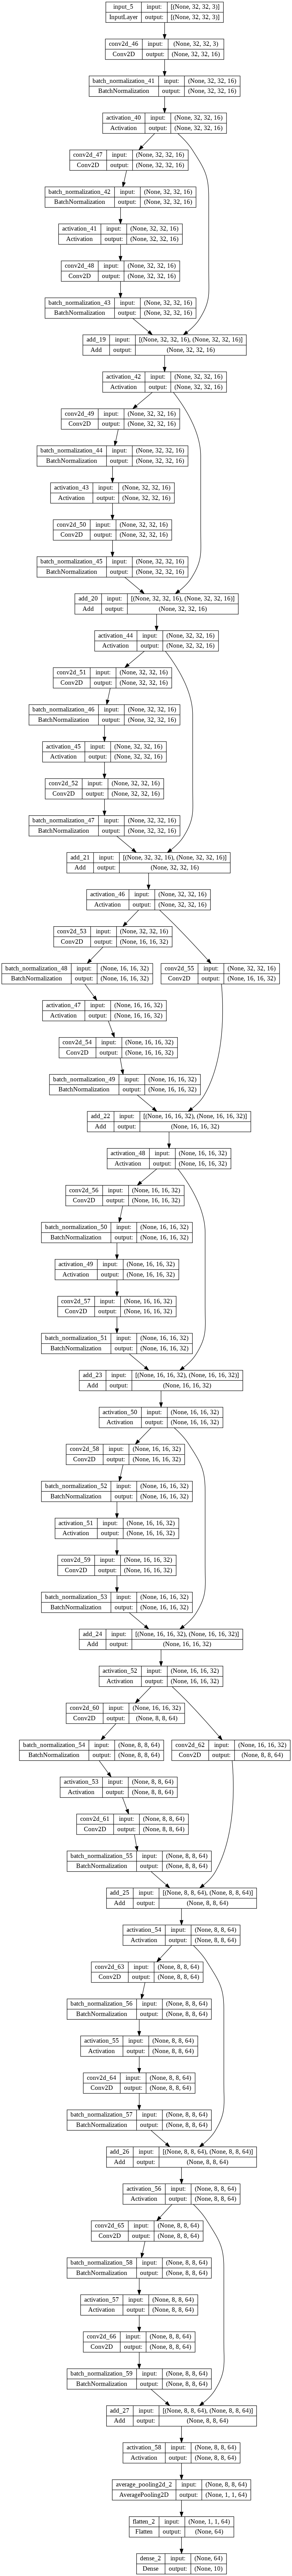 input_5 input: [(None, 32, 32, 3)]
InputLayer output: [(None, 32, 32, 3)]
conv2d_46 input: (None, 32, 32, 3)
Conv2D output: (None, 32, 32, 16)
batch_normalization_41 input: (None, 32, 32, 16)
BatchNormalization output: (None, 32, 32, 16)
activation_40 input: (None, 32, 32, 16)
Activation output: (None, 32, 32, 16)
conv2d_47 input: (None, 32, 32, 16)
Conv2D output: (None, 32, 32, 16)
batch_normalization_42 input: (None, 32, 32, 16)
BatchNormalization output: (None, 32, 32, 16)
activation_41 input: (None, 32, 32, 16)
Activation output: (None, 32, 32, 16)
conv2d_48 input: (None, 32, 32, 16)
Conv2D output: (None, 32, 32, 16)
batch_normalization_43 input: (None, 32, 32, 16)
BatchNormalization output: (None, 32, 32, 16)
add_19 input: [(None, 32, 32, 16), (None, 32, 32, 16)]
Add output: (None, 32, 32, 16)
activation_42 input: (None, 32, 32, 16)
Activation output: (None, 32, 32, 16)
conv2d_49 input: (None, 32, 32, 16)
Conv2D output: (None, 32, 32, 16)
batch_normalization_44 input: (None, 32, 32, 16)
BatchNormalization output: (None, 32, 32, 16)
activation_43 input: (None, 32, 32, 16)
Activation output: (None, 32, 32, 16)
conv2d_50 input: (None, 32, 32, 16)
Conv2D output: (None, 32, 32, 16)
batch_normalization_45 input: (None, 32, 32, 16)
BatchNormalization output: (None, 32, 32, 16)
add_20 input: [(None, 32, 32, 16), (None, 32, 32, 16)]
Add output: (None, 32, 32, 16)
activation_44 input: (None, 32, 32, 16)
Activation output: (None, 32, 32, 16)
conv2d_51 input: (None, 32, 32, 16)
Conv2D output: (None, 32, 32, 16)
batch_normalization_46 input: (None, 32, 32, 16)
BatchNormalization output: (None, 32, 32, 16)
activation_45 input: (None, 32, 32, 16)
Activation output: (None, 32, 32, 16)
conv2d_52 input: (None, 32, 32, 16)
Conv2D output: (None, 32, 32, 16)
batch_normalization_47 input: (None, 32, 32, 16)
BatchNormalization output: (None, 32, 32, 16)
add_21 input: [(None, 32, 32, 16), (None, 32, 32, 16)]
Add output: (None, 32, 32, 16)
activation_46 input: (None, 32, 32, 16)
Activation output: (None, 32, 32, 16)
conv2d_53 input: (None, 32, 32, 16)
Conv2D output: (None, 16, 16, 32)
batch_normalization_48 input: (None, 16, 16, 32)
BatchNormalization output: (None, 16, 16, 32)
conv2d_55 input: (None, 32, 32, 16)
Conv2D output: (None, 16, 16, 32)
activation_47 input: (None, 16, 16, 32)
Activation output: (None, 16, 16, 32)
conv2d_54 input: (None, 16, 16, 32)
Conv2D output: (None, 16, 16, 32)
batch_normalization_49 input: (None, 16, 16, 32)
BatchNormalization output: (None, 16, 16, 32)
add_22 input: [(None, 16, 16, 32), (None, 16, 16, 32)]
Add output: (None, 16, 16, 32)
activation_48 input: (None, 16, 16, 32)
Activation output: (None, 16, 16, 32)
conv2d_56 input: (None, 16, 16, 32)
Conv2D output: (None, 16, 16, 32)
batch_normalization_50 input: (None, 16, 16, 32)
BatchNormalization output: (None, 16, 16, 32)
activation_49 input: (None, 16, 16, 32)
Activation output: (None, 16, 16, 32)
conv2d_57 input: (None, 16, 16, 32)
Conv2D output: (None, 16, 16, 32)
batch_normalization_51 input: (None, 16, 16, 32)
BatchNormalization output: (None, 16, 16, 32)
add_23 input: [(None, 16, 16, 32), (None, 16, 16, 32)]
Add output: (None, 16, 16, 32)
activation_50 input: (None, 16, 16, 32)
Activation output: (None, 16, 16, 32)
conv2d_58 input: (None, 16, 16, 32)
Conv2D output: (None, 16, 16, 32)
batch_normalization_52 input: (None, 16, 16, 32)
BatchNormalization output: (None, 16, 16, 32)
activation_51 input: (None, 16, 16, 32)
Activation output: (None, 16, 16, 32)
conv2d_59 input: (None, 16, 16, 32)
Conv2D output: (None, 16, 16, 32)
batch_normalization_53 input: (None, 16, 16, 32)
BatchNormalization output: (None, 16, 16, 32)
add_24 input: [(None, 16, 16, 32), (None, 16, 16, 32)]
Add output: (None, 16, 16, 32)
activation_52 input: (None, 16, 16, 32)
Activation output: (None, 16, 16, 32)
conv2d_60 input: (None, 16, 16, 32)
Conv2D output: (None, 8, 8, 64)
batch_normalization_54 input: (None, 8, 8, 64)
BatchNormalization output: (None, 8, 8, 64)
conv2d_62 input: (None, 16, 16, 32)
Conv2D output: (None, 8, 8, 64)
activation_53 input: (None, 8, 8, 64)
Activation output: (None, 8, 8, 64)
conv2d_61 input: (None, 8, 8, 64)
Conv2D output: (None, 8, 8, 64)
batch_normalization_55 input: (None, 8, 8, 64)
BatchNormalization output: (None, 8, 8, 64)
add_25 input: [(None, 8, 8, 64), (None, 8, 8, 64)]
Add output: (None, 8, 8, 64)
activation_54 input: (None, 8, 8, 64)
Activation output: (None, 8, 8, 64)
conv2d_63 input: (None, 8, 8, 64)
Conv2D output: (None, 8, 8, 64)
batch_normalization_56 input: (None, 8, 8, 64)
BatchNormalization output: (None, 8, 8, 64)
activation_55 input: (None, 8, 8, 64)
Activation output: (None, 8, 8, 64)
conv2d_64 input: (None, 8, 8, 64)
Conv2D output: (None, 8, 8, 64)
batch_normalization_57 input: (None, 8, 8, 64)
BatchNormalization output: (None, 8, 8, 64)
add_26 input: [(None, 8, 8, 64), (None, 8, 8, 64)]
Add output: (None, 8, 8, 64)
activation_56 input: (None, 8, 8, 64)
Activation output: (None, 8, 8, 64)
conv2d_65 input: (None, 8, 8, 64)
Conv2D output: (None, 8, 8, 64)
batch_normalization_58 input: (None, 8, 8, 64)
BatchNormalization output: (None, 8, 8, 64)
activation_57 input: (None, 8, 8, 64)
Activation output: (None, 8, 8, 64)
conv2d_66 input: (None, 8, 8, 64)
Conv2D output: (None, 8, 8, 64)
batch_normalization_59 input: (None, 8, 8, 64)
BatchNormalization output: (None, 8, 8, 64)
add_27 input: [(None, 8, 8, 64), (None, 8, 8, 64)]
Add output: (None, 8, 8, 64)
activation_58 input: (None, 8, 8, 64)
Activation output: (None, 8, 8, 64)
average_pooling2d_2 input: (None, 8, 8, 64)
AveragePooling2D output: (None, 1, 1, 64)
flatten_2 input: (None, 1, 1, 64)
Flatten output: (None, 64)
dense_2 input: (None, 64)
Dense output: (None, 10)